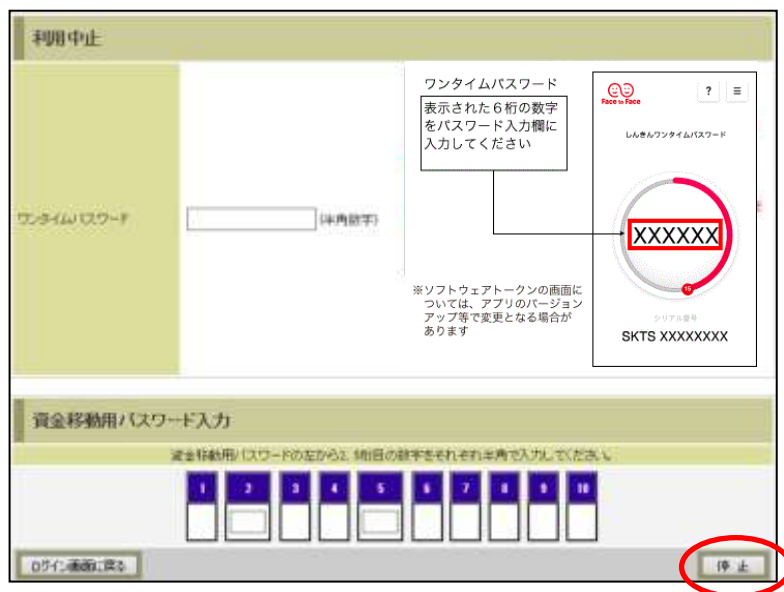 利用中止
ワンタイムパスワード
表示された6桁の数字
をパスワード入力欄に
入力してください
Face to Face
?
≡
しんきんワンタイムパスワード
XXXXXX
15
シリアル番号
SKTS XXXXXXXX
ワンタイムパスワード
(半角数字)
※ソフトウェアトークンの画面に
ついては、アプリのバージョン
アップ等で変更となる場合が
あります
資金移動用パスワード入力
資金移動用パスワードの左から2, 5桁目の数字をそれぞれ半角で入力してください。
1 2 3 4 5 6 7 8 9 10
ログイン画面に戻る
停止